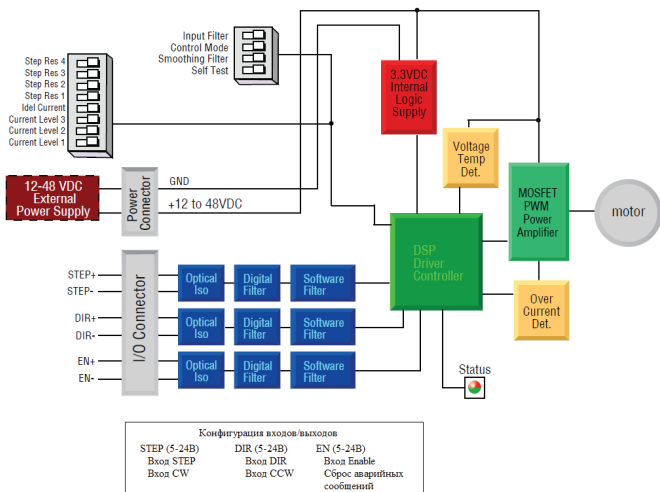 Input Filter
Control Mode
Smoothing Filter
Self Test
Step Res 4
Step Res 3
Step Res 2
Step Res 1
Idel Current
Current Level 3
Current Level 2
Current Level 1
3.3VDC
Internal
Logic
Supply
Voltage
Temp
Det.
12-48 VDC
External
Power Supply
Power
Connector
GND
+12 to 48VDC
MOSFET
PWM
Power
Amplifier
motor
DSP
Driver
Controller
STEP+
STEP-
DIR+
DIR-
EN+
EN-
I/O Connector
Optical
Iso
Digital
Filter
Software
Filter
Optical
Iso
Digital
Filter
Software
Filter
Optical
Iso
Digital
Filter
Software
Filter
Over
Current
Det.
Status
Конфигурация входов/выходов
STEP (5-24В) DIR (5-24В) EN (5-24В)
Вход STEP Вход DIR Вход Enable
Вход CW Вход CCW Сброс аварийных
сообщений